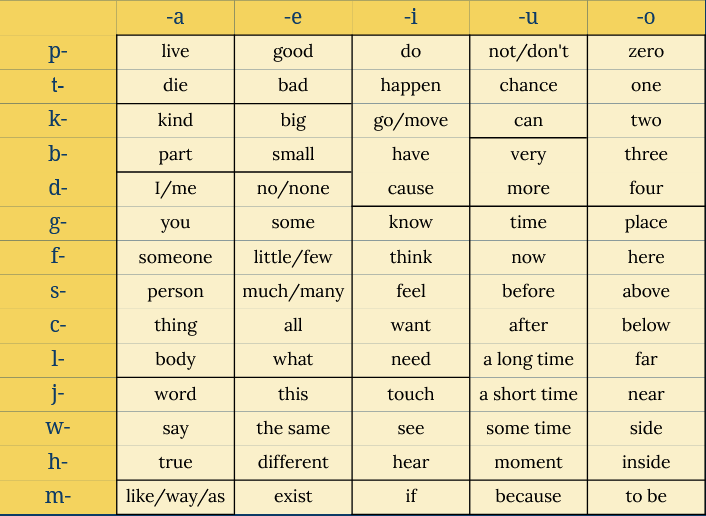 -a -e -i -u -o
p- live good do not/don't zero
t- die bad happen chance one
k- kind big go/move can two
b- part small have very three
d- I/me no/none cause more four
g- you some know time place
f- someone little/few think now here
s- person much/many feel before above
c- thing all want after below
l- body what need a long time far
j- word this touch a short time near
w- say the same see some time side
h- true different hear moment inside
m- like/way/as exist if because to be